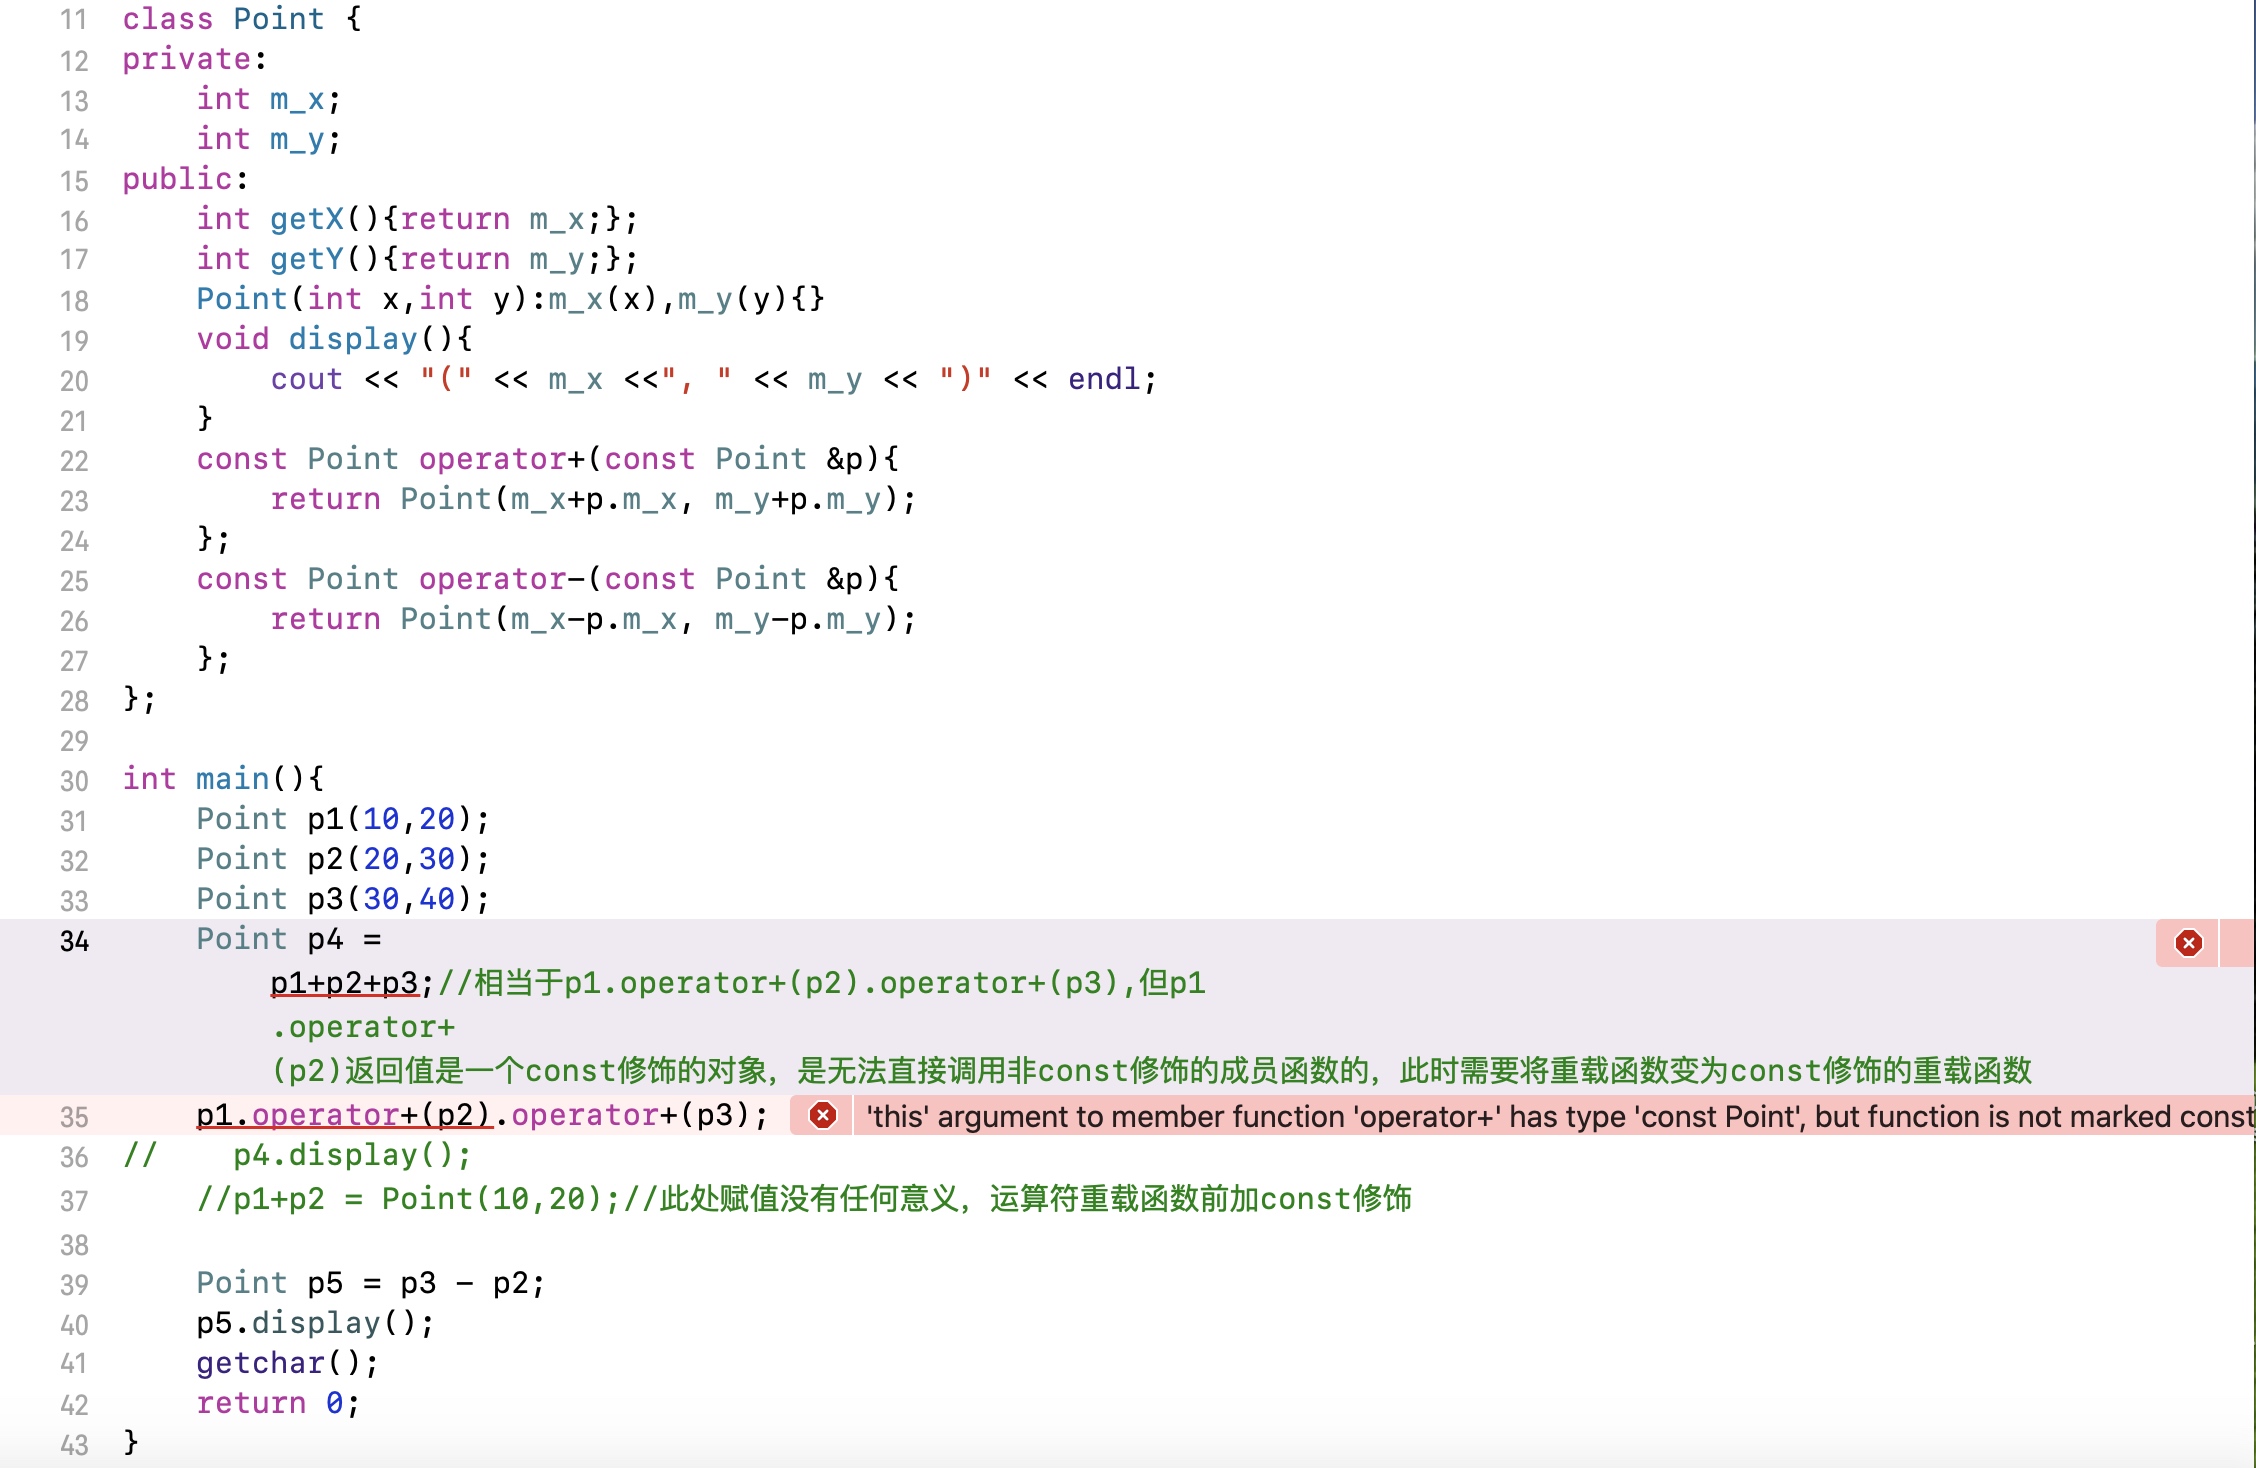 11 class Point {
12 private:
13 int m_x;
14 int m_y;
15 public:
16 int getX(){return m_x;};
17 int getY(){return m_y;};
18 Point(int x,int y):m_x(x),m_y(y){}
19 void display(){
20 cout << "(" << m_x <<", " << m_y << ")" << endl;
21 }
22 const Point operator+(const Point &p){
23 return Point(m_x+p.m_x, m_y+p.m_y);
24 };
25 const Point operator-(const Point &p){
26 return Point(m_x-p.m_x, m_y-p.m_y);
27 };
28 };
29
30 int main(){
31 Point p1(10,20);
32 Point p2(20,30);
33 Point p3(30,40);
34 Point p4 =
p1+p2+p3;//相当于p1.operator+(p2).operator+(p3),但p1
.operator+
(p2)返回值是一个const修饰的对象，是无法直接调用非const修饰的成员函数的，此时需要将重载函数变为const修饰的重载函数
35 p1.operator+(p2).operator+(p3); 'this' argument to member function 'operator+' has type 'const Point', but function is not marked const
36 // p4.display();
37 //p1+p2 = Point(10,20);//此处赋值没有任何意义，运算符重载函数前加const修饰
38
39 Point p5 = p3 - p2;
40 p5.display();
41 getchar();
42 return 0;
43 }